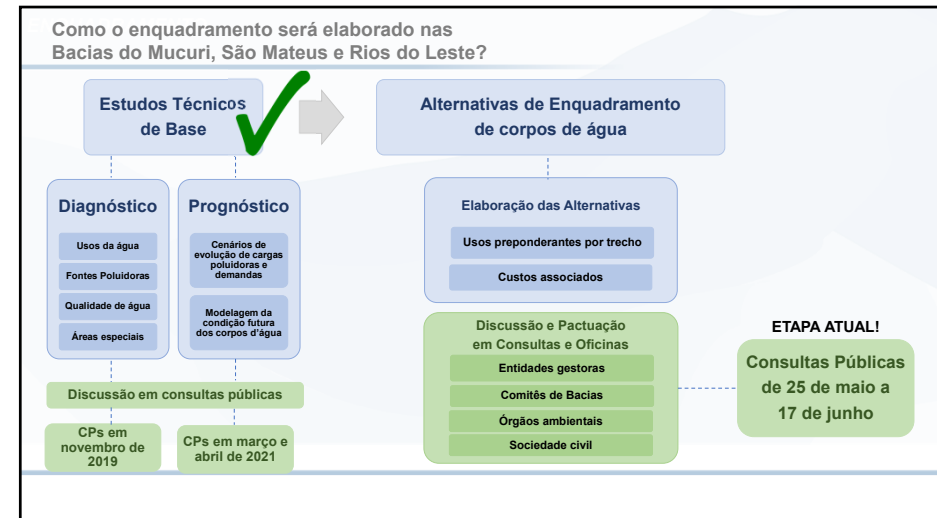 Como o enquadramento será elaborado nas
Bacias do Mucuri, São Mateus e Rios do Leste?
Estudos Técnicos
de Base
Alternativas de Enquadramento
de corpos de água
Diagnóstico
Usos da água
Fontes Poluidoras
Qualidade de água
Áreas especiais
Prognóstico
Cenários de
evolução de cargas
poluidoras e
demandas
Modelagem da
condição futura
dos corpos d'água
Discussão em consultas públicas
CPs em
novembro de
2019
CPs em março e
abril de 2021
Elaboração das Alternativas
Usos preponderantes por trecho
Custos associados
Discussão e Pactuação
em Consultas e Oficinas
Entidades gestoras
Comitês de Bacias
Órgãos ambientais
Sociedade civil
ETAPA ATUAL!
Consultas Públicas
de 25 de maio a
17 de junho